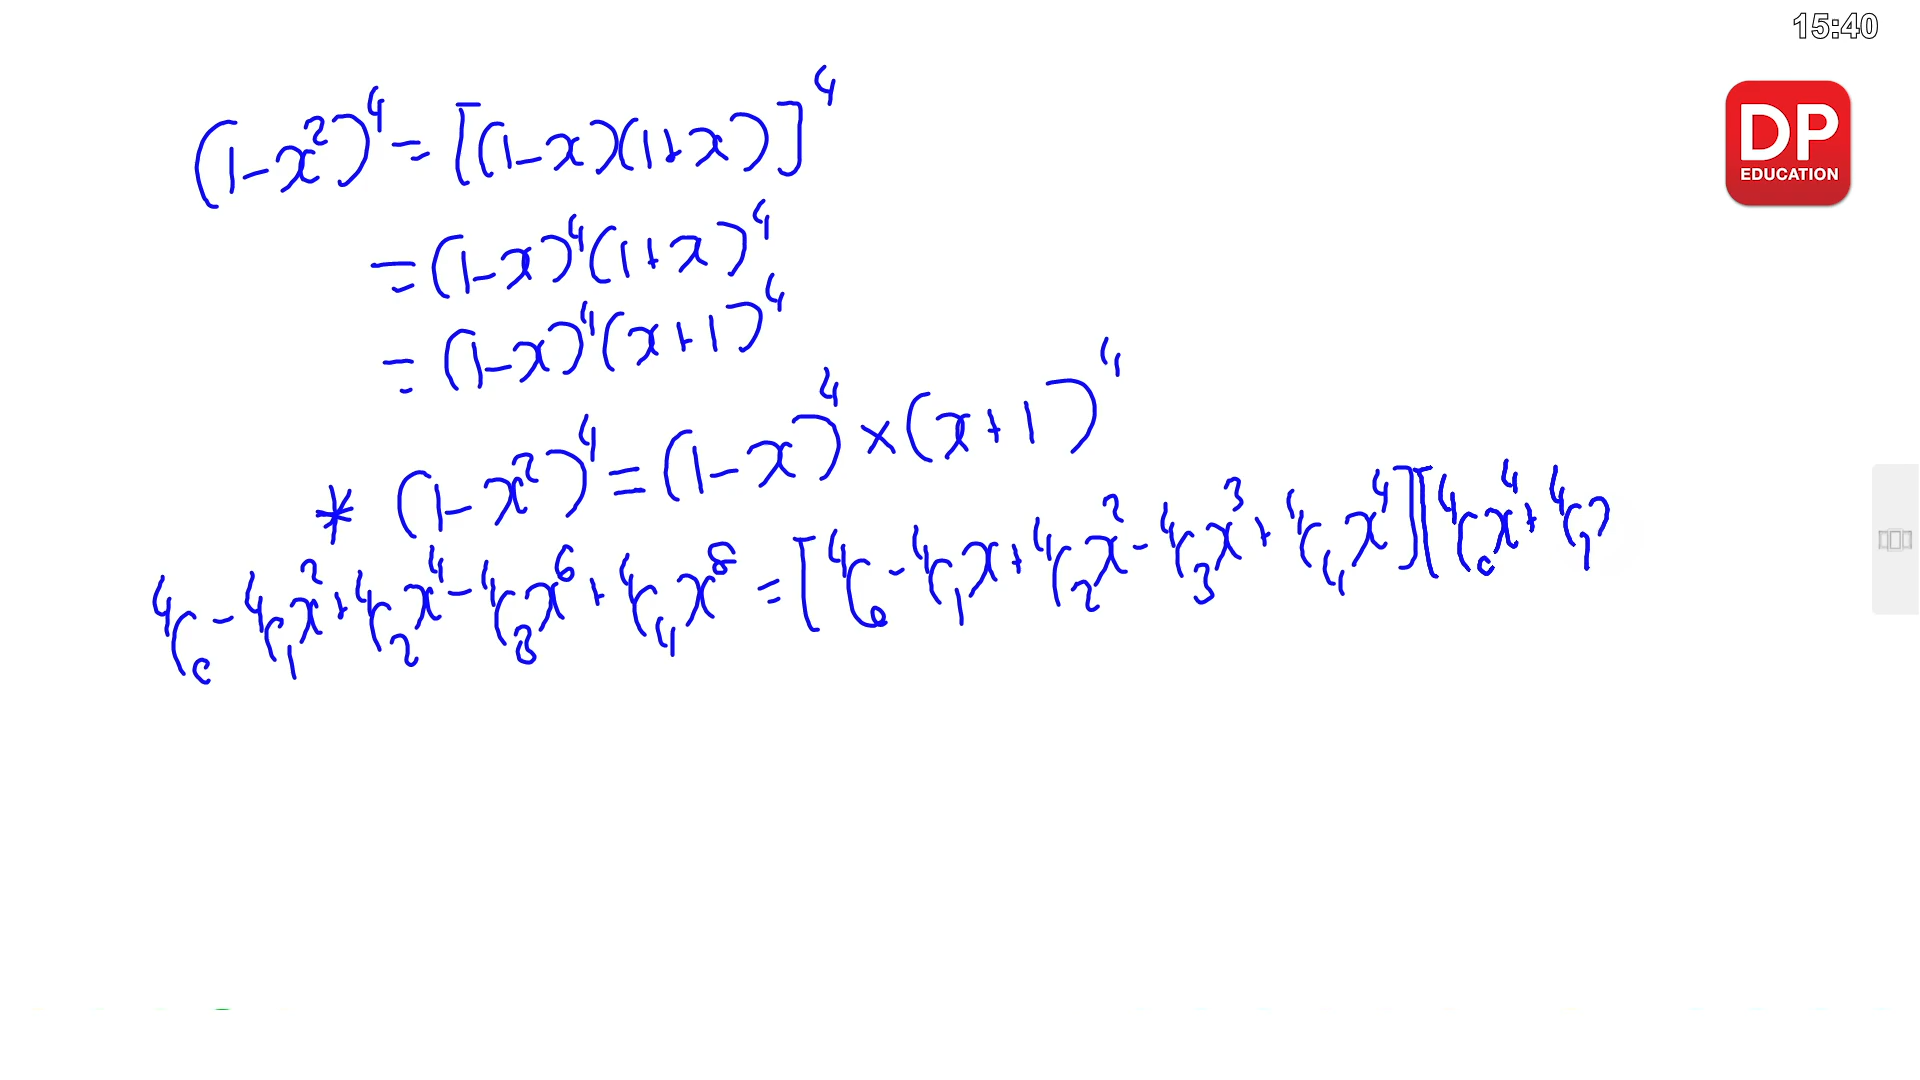 15:40
DP
EDUCATION
(1-x²)⁴ = [(1-x)(1+x)]⁴
= (1-x)⁴(1+x)⁴
= (1-x)⁴(x+1)⁴
* (1-x²)⁴ = (1-x)⁴ × (x+1)⁴
⁴C₀ - ⁴C₁x² + ⁴C₂x⁴ - ⁴C₃x⁶ + ⁴C₄x⁸ = [⁴C₀ - ⁴C₁x + ⁴C₂x² - ⁴C₃x³ + ⁴C₄x⁴][⁴C₀x⁴ + ⁴C₁